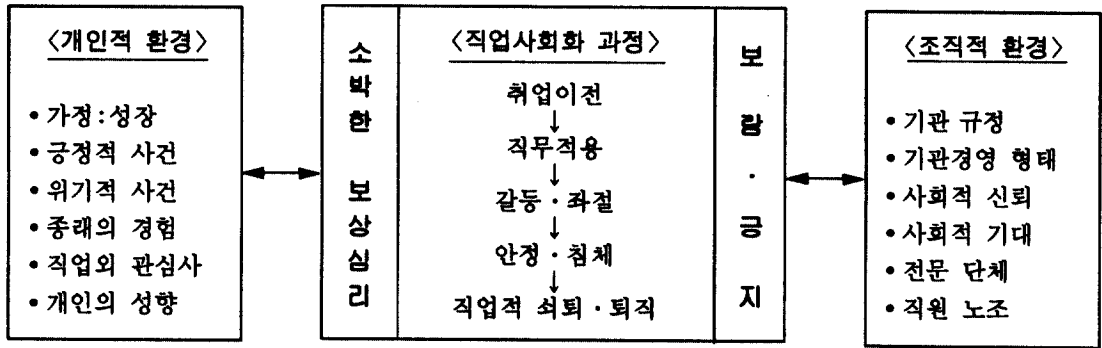 〈개인적 환경〉
• 가정:성장
• 긍정적 사건
• 위기적 사건
• 종래의 경험
• 직업외 관심사
• 개인의 성향
소박한 보상심리
〈직업사회화 과정〉
취업이전
↓
직무적용
↓
갈등 · 좌절
↓
안정 · 침체
↓
직업적 쇠퇴 · 퇴직
보람 · 긍지
〈조직적 환경〉
• 기관 규정
• 기관경영 형태
• 사회적 신뢰
• 사회적 기대
• 전문 단체
• 직원 노조